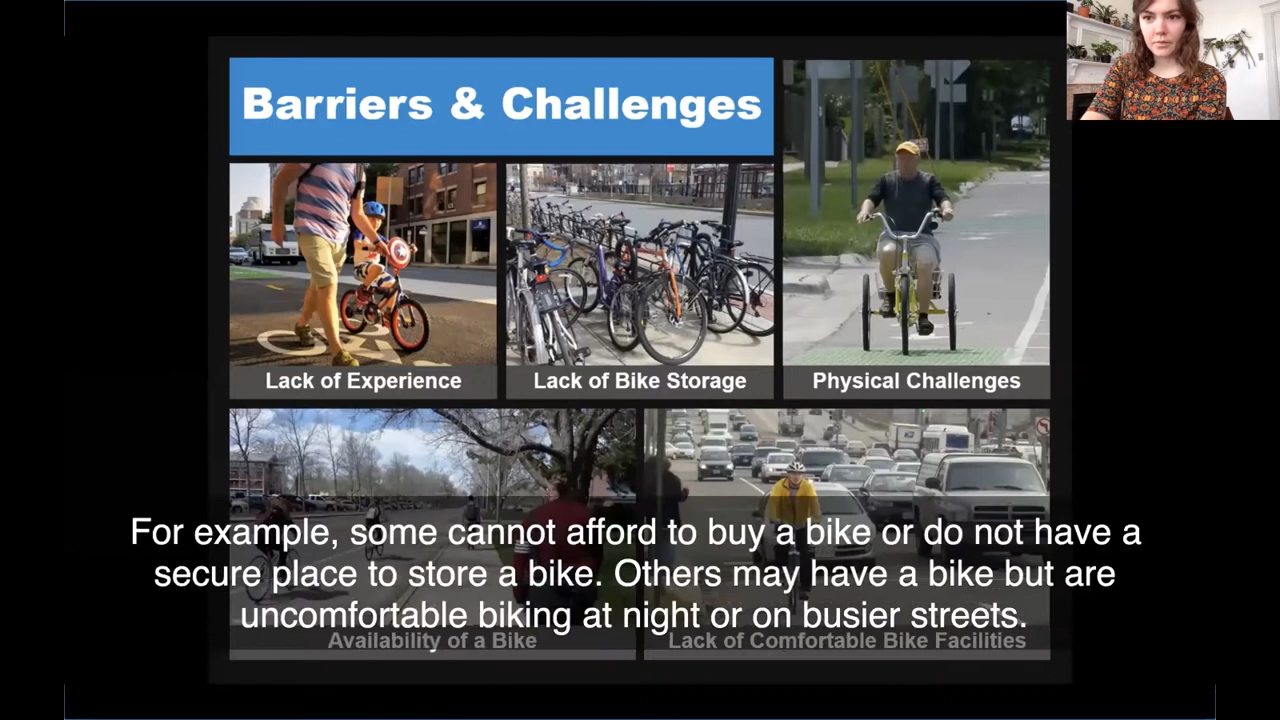 Barriers & Challenges
Lack of Experience
Lack of Bike Storage
Physical Challenges
For example, some cannot afford to buy a bike or do not have a
secure place to store a bike. Others may have a bike but are
uncomfortable biking at night or on busier streets.
Availability of a Bike
Lack of Comfortable Bike Facilities